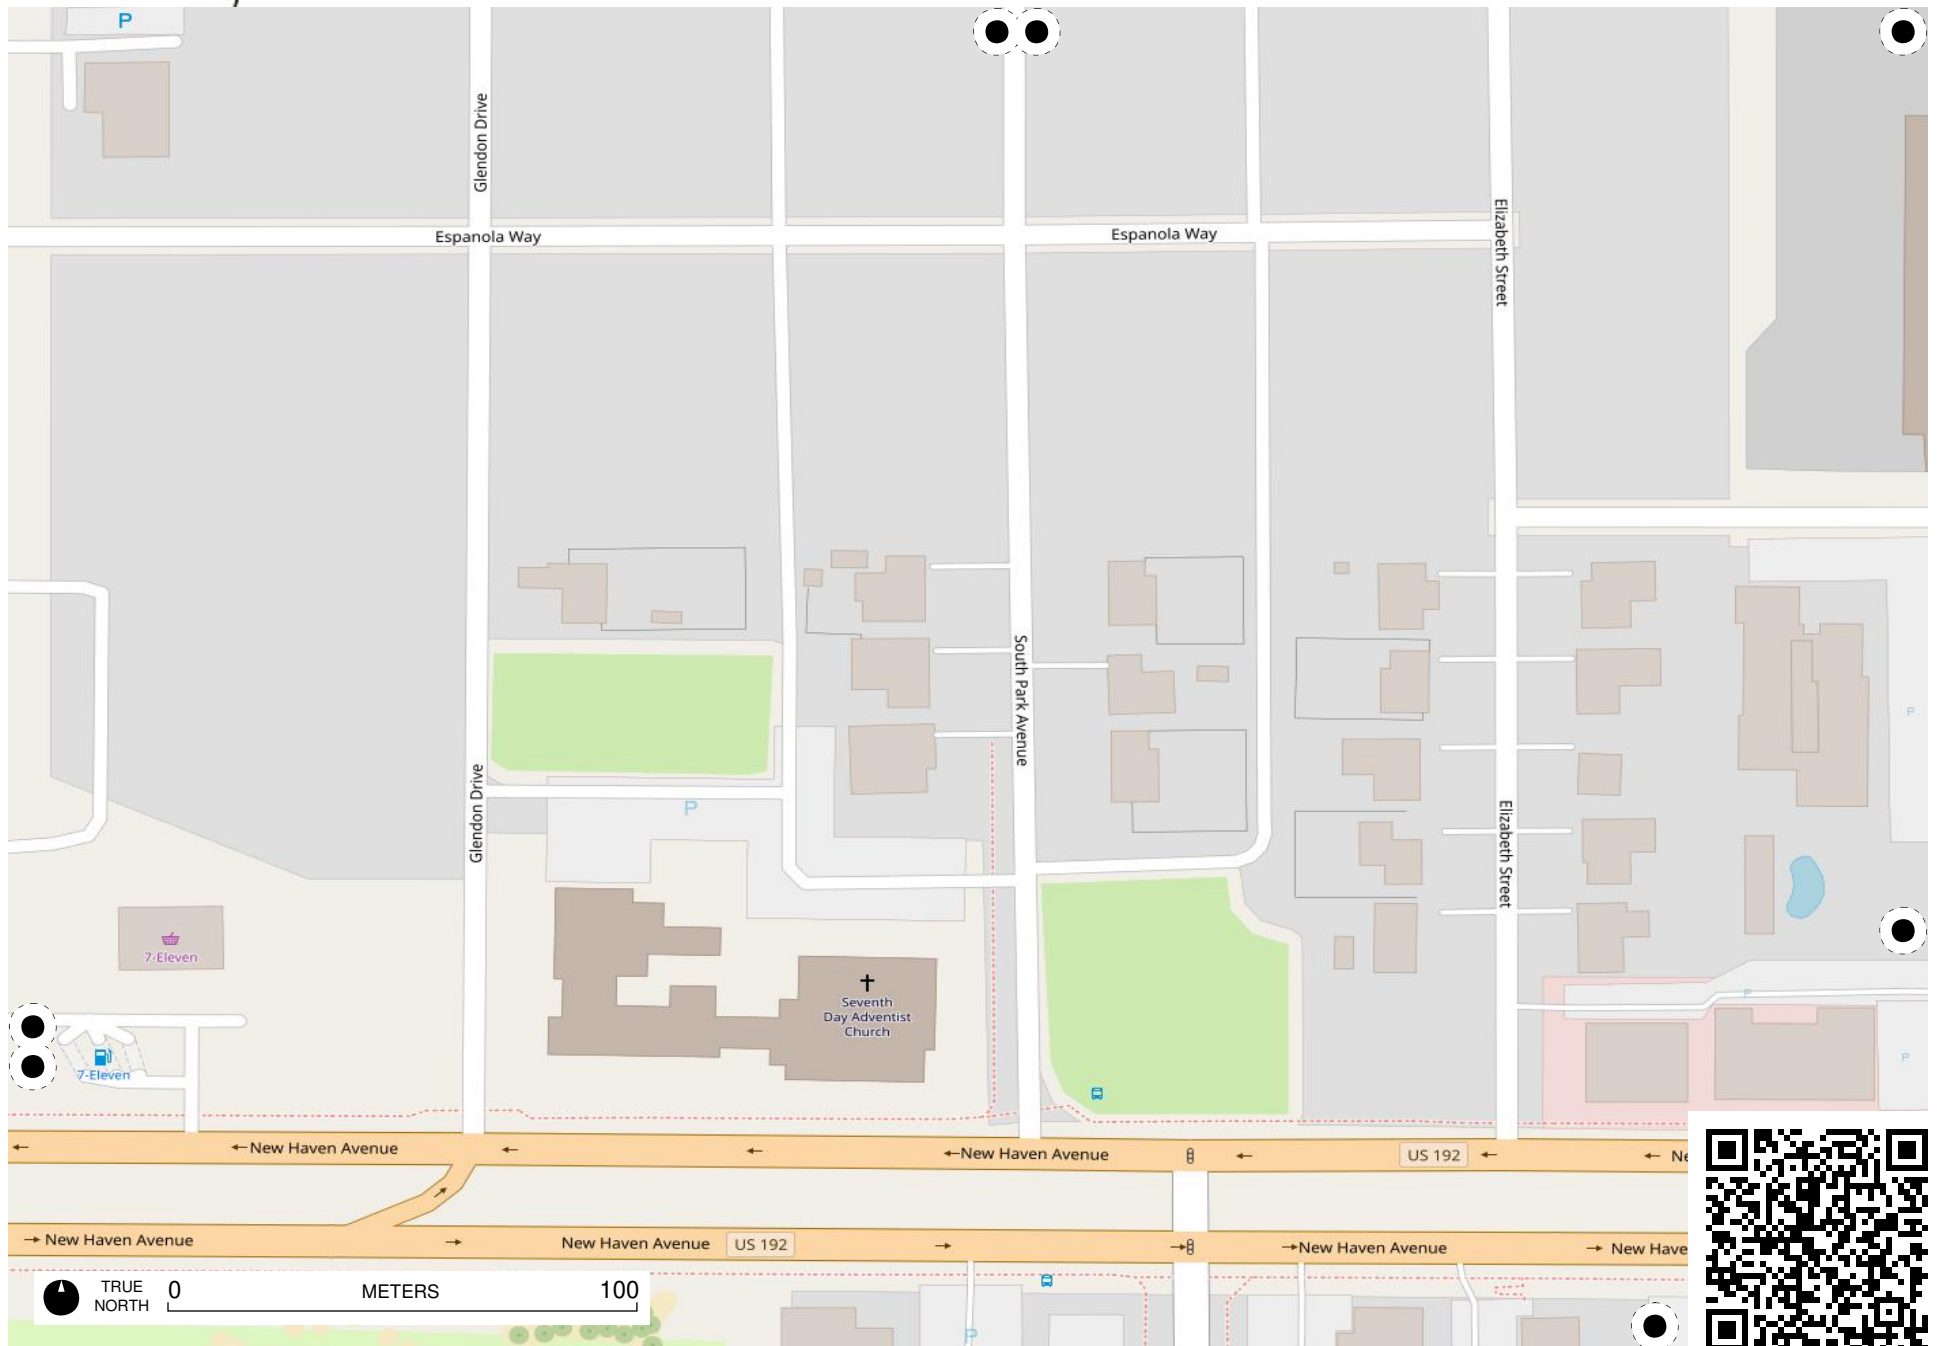 P
Glendon Drive
Elizabeth Street
Espanola Way
Espanola Way
South Park Avenue
P
P
Glendon Drive
Elizabeth Street
7-Eleven
Seventh
Day Adventist
Church
P
P
7-Eleven
New Haven Avenue
New Haven Avenue
US 192
Ne
New Haven Avenue
New Haven Avenue
US 192
New Haven Avenue
New Have
TRUE
NORTH
0
METERS
100
P